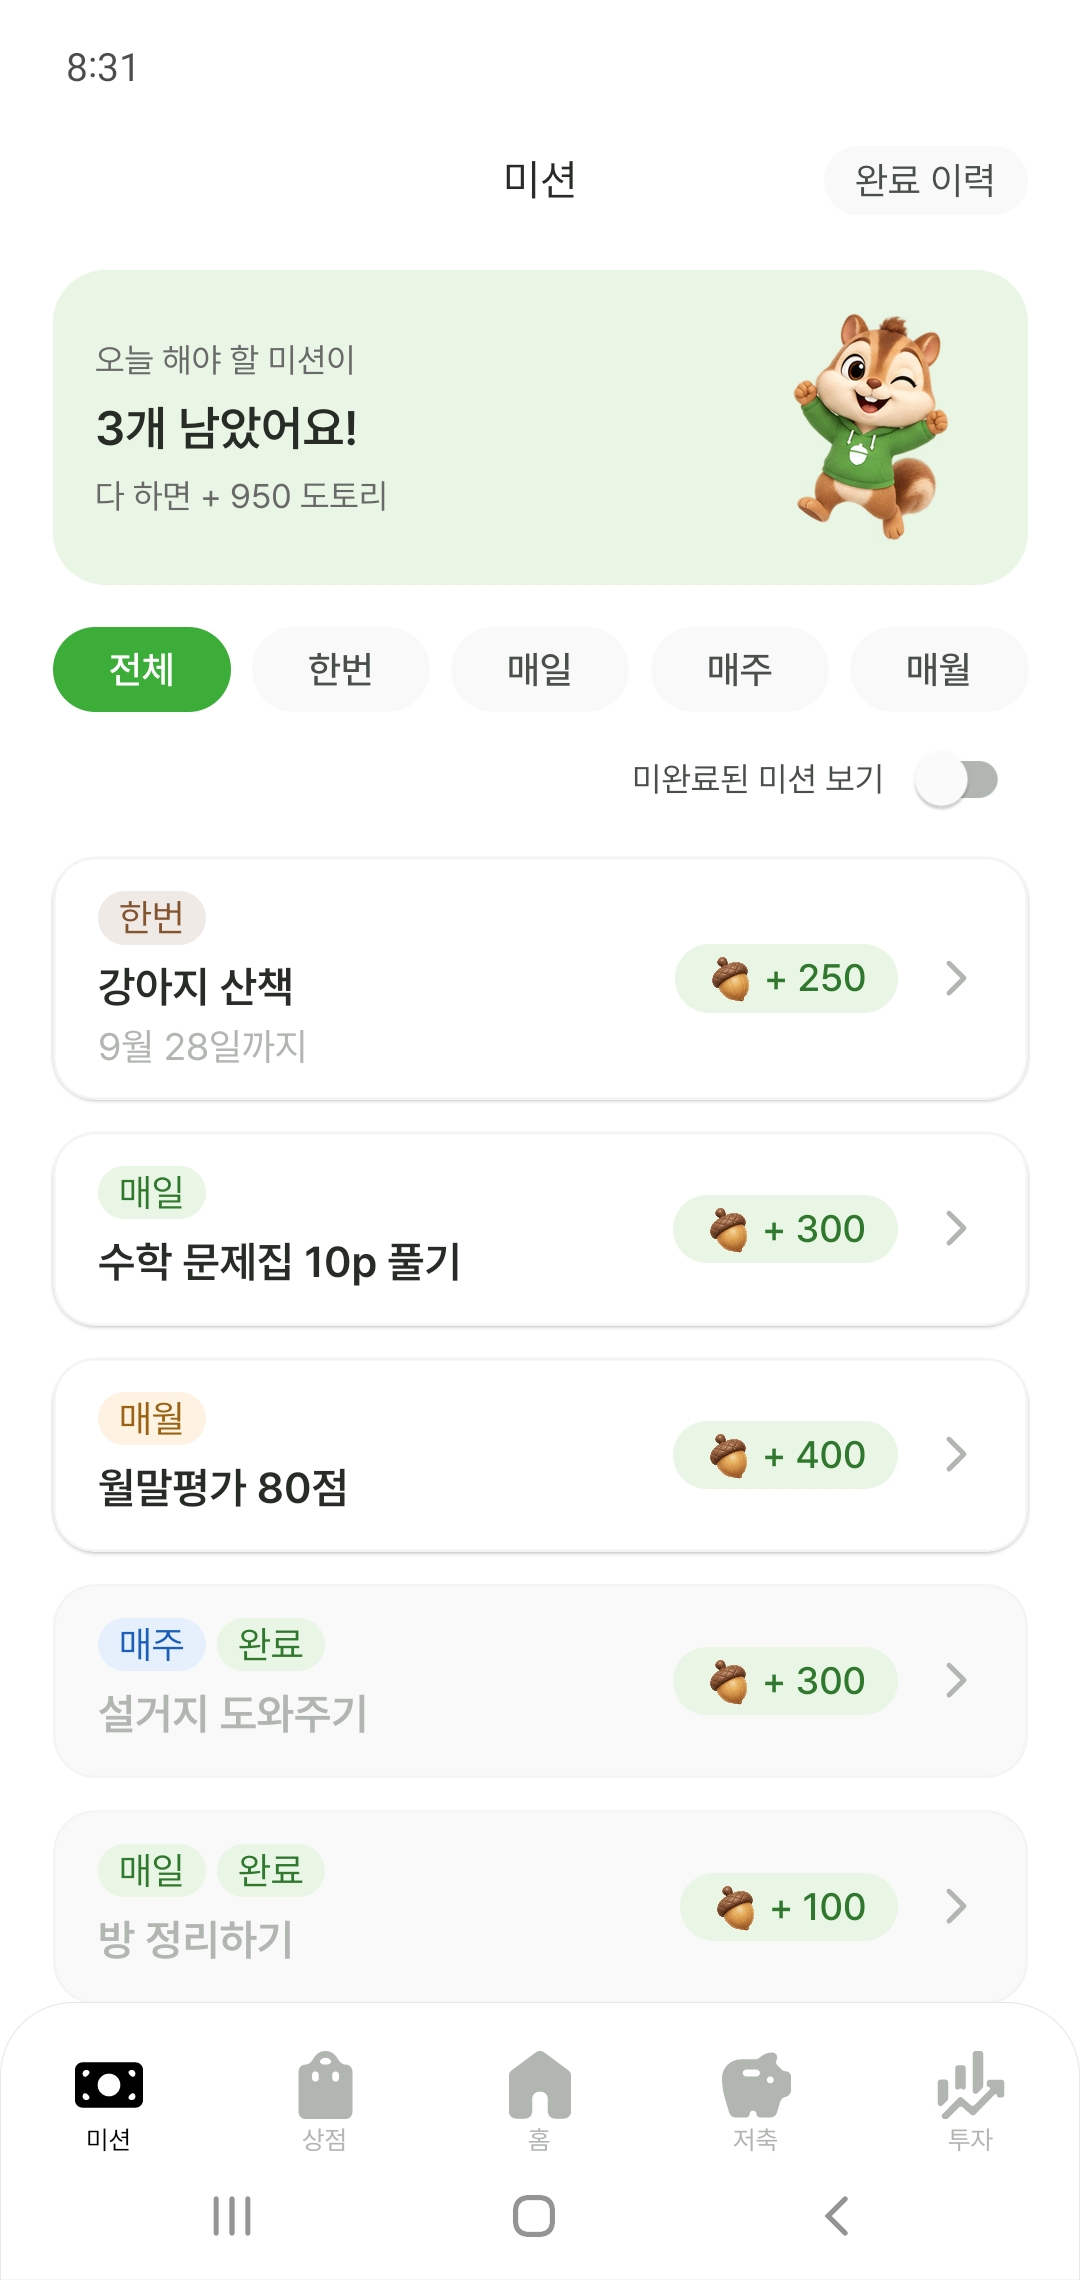 8:31
미션
완료 이력
오늘 해야 할 미션이
3개 남았어요!
다 하면 + 950 도토리
전체 한번 매일 매주 매월
미완료된 미션 보기
한번
강아지 산책
9월 28일까지
+ 250
매일
수학 문제집 10p 풀기
+ 300
매월
월말평가 80점
+ 400
매주 완료
설거지 도와주기
+ 300
매일 완료
방 정리하기
+ 100
미션 상점 홈 저축 투자